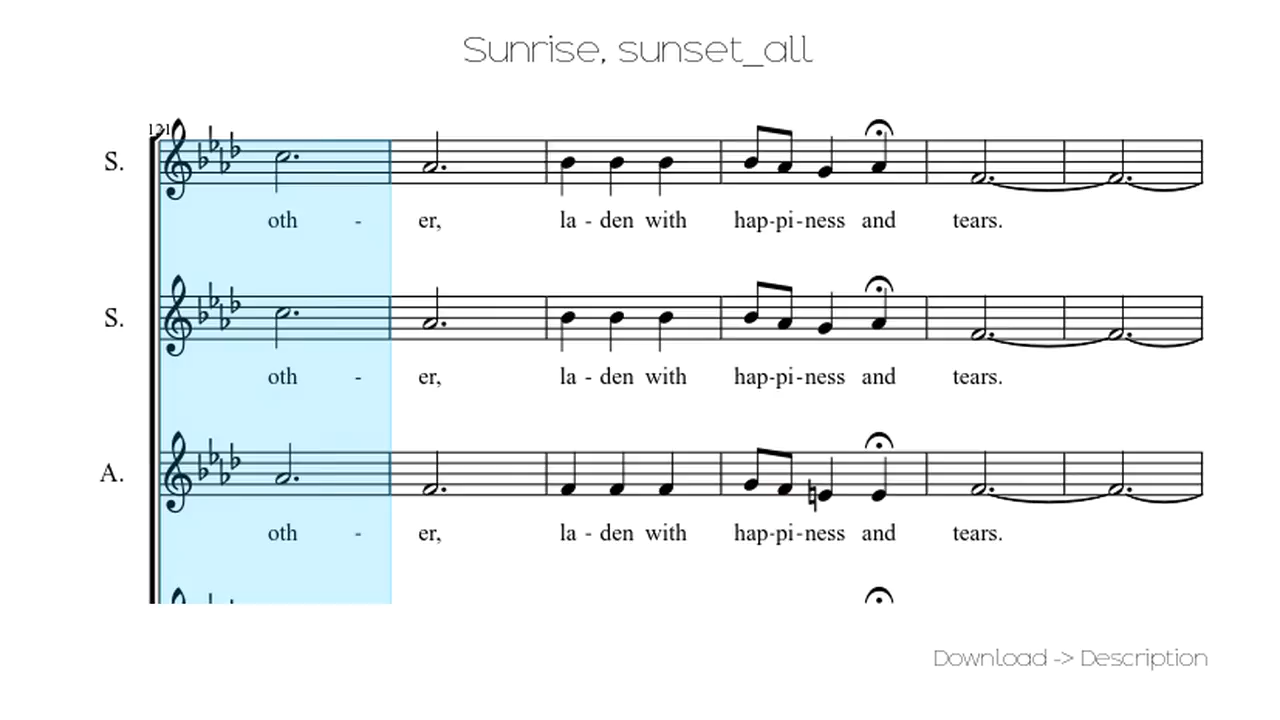 Sunrise, sunset_all
121
S.
oth - er, la - den with hap-pi-ness and tears.
S.
oth - er, la - den with hap-pi-ness and tears.
A.
oth - er, la - den with hap-pi-ness and tears.
Download -> Description